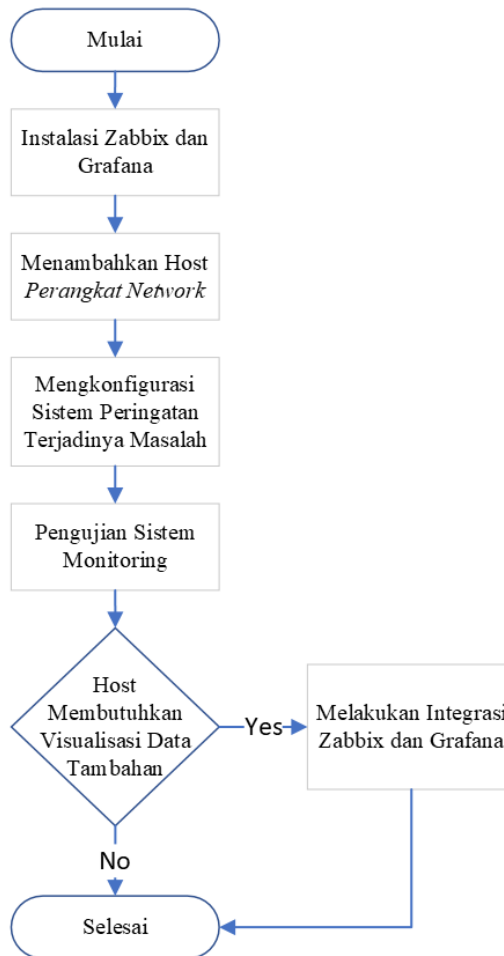 Mulai
Instalasi Zabbix dan
Grafana
Menambahkan Host
Perangkat Network
Mengkonfigurasi
Sistem Peringatan
Terjadinya Masalah
Pengujian Sistem
Monitoring
Host
Membutuhkan
Visualisasi Data
Tambahan
Yes
Melakukan Integrasi
Zabbix dan Grafana
No
Selesai